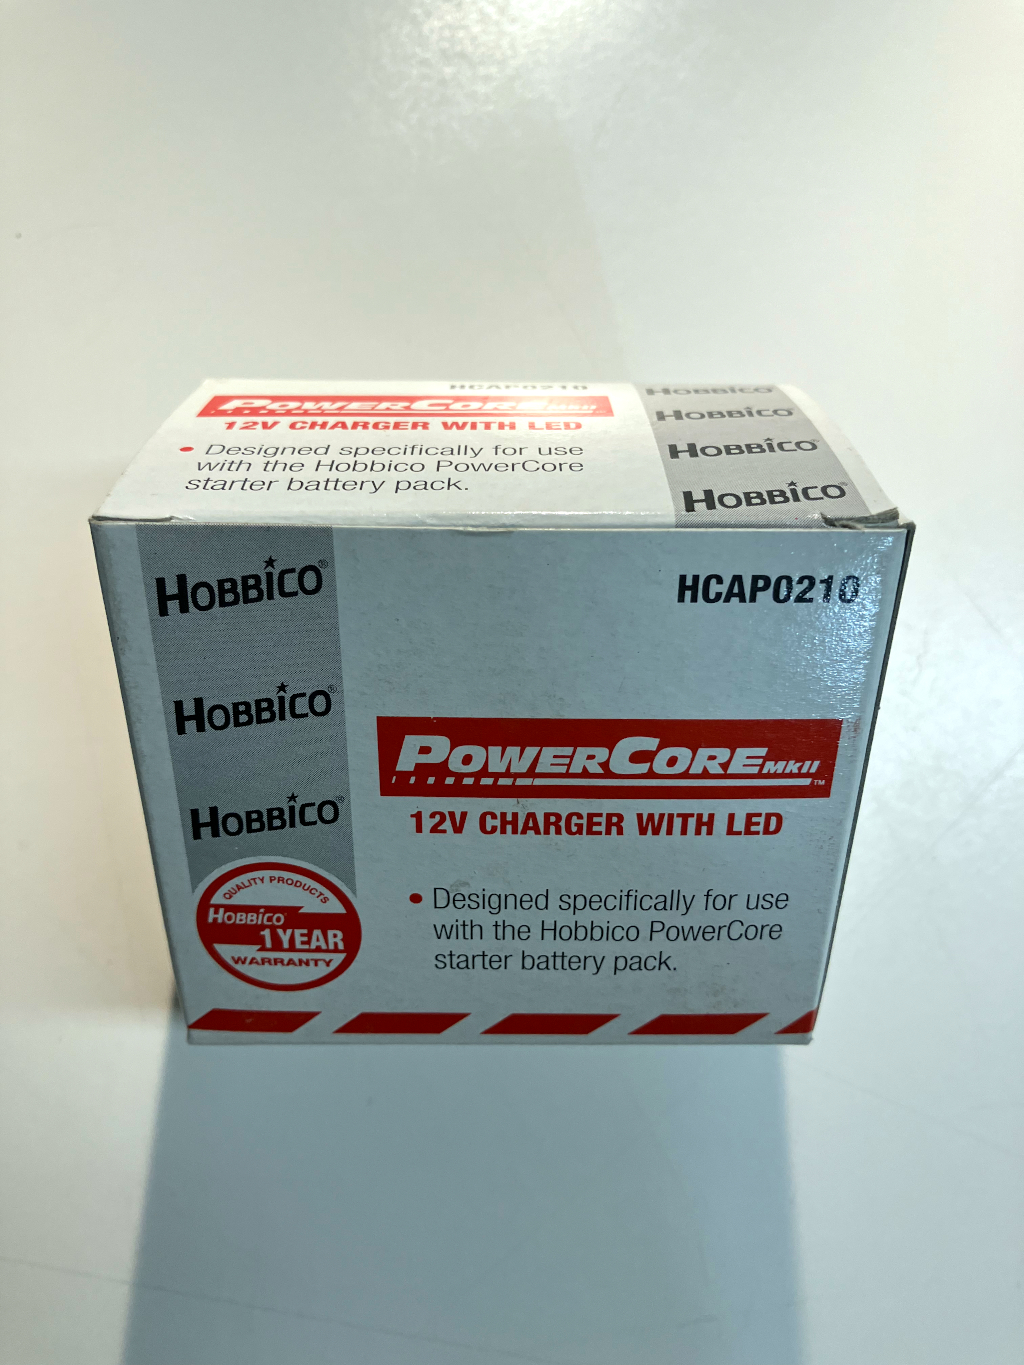 HCAP0210
POWERCORE MKII
12V CHARGER WITH LED
• Designed specifically for use
with the Hobbico PowerCore
starter battery pack.
HOBBICO
HOBBICO
HOBBICO
HOBBICO
HOBBICO®
HOBBICO®
HOBBICO®
HCAP0210
POWERCORE MKII™
12V CHARGER WITH LED
• Designed specifically for use
with the Hobbico PowerCore
starter battery pack.
QUALITY PRODUCTS
HOBBICO
1 YEAR
WARRANTY